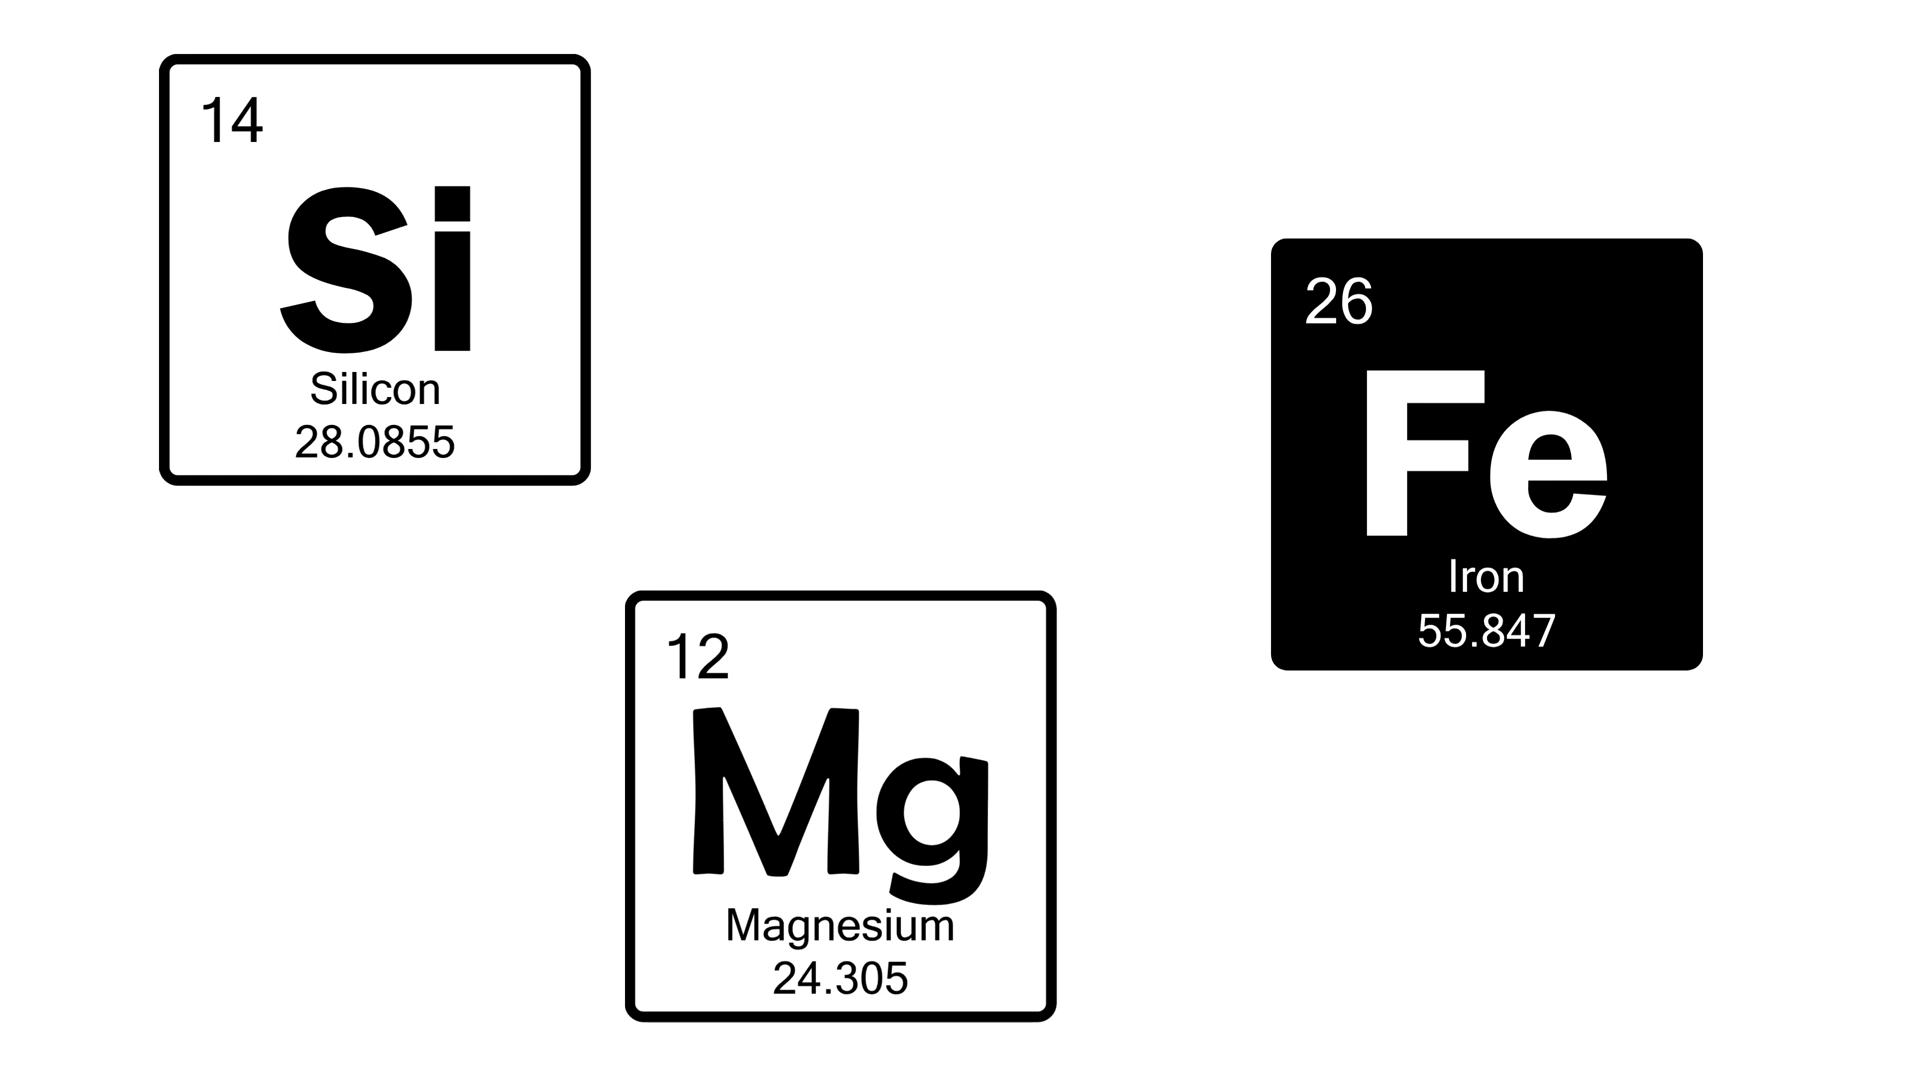 14
Si
Silicon
28.0855
26
Fe
Iron
55.847
12
Mg
Magnesium
24.305